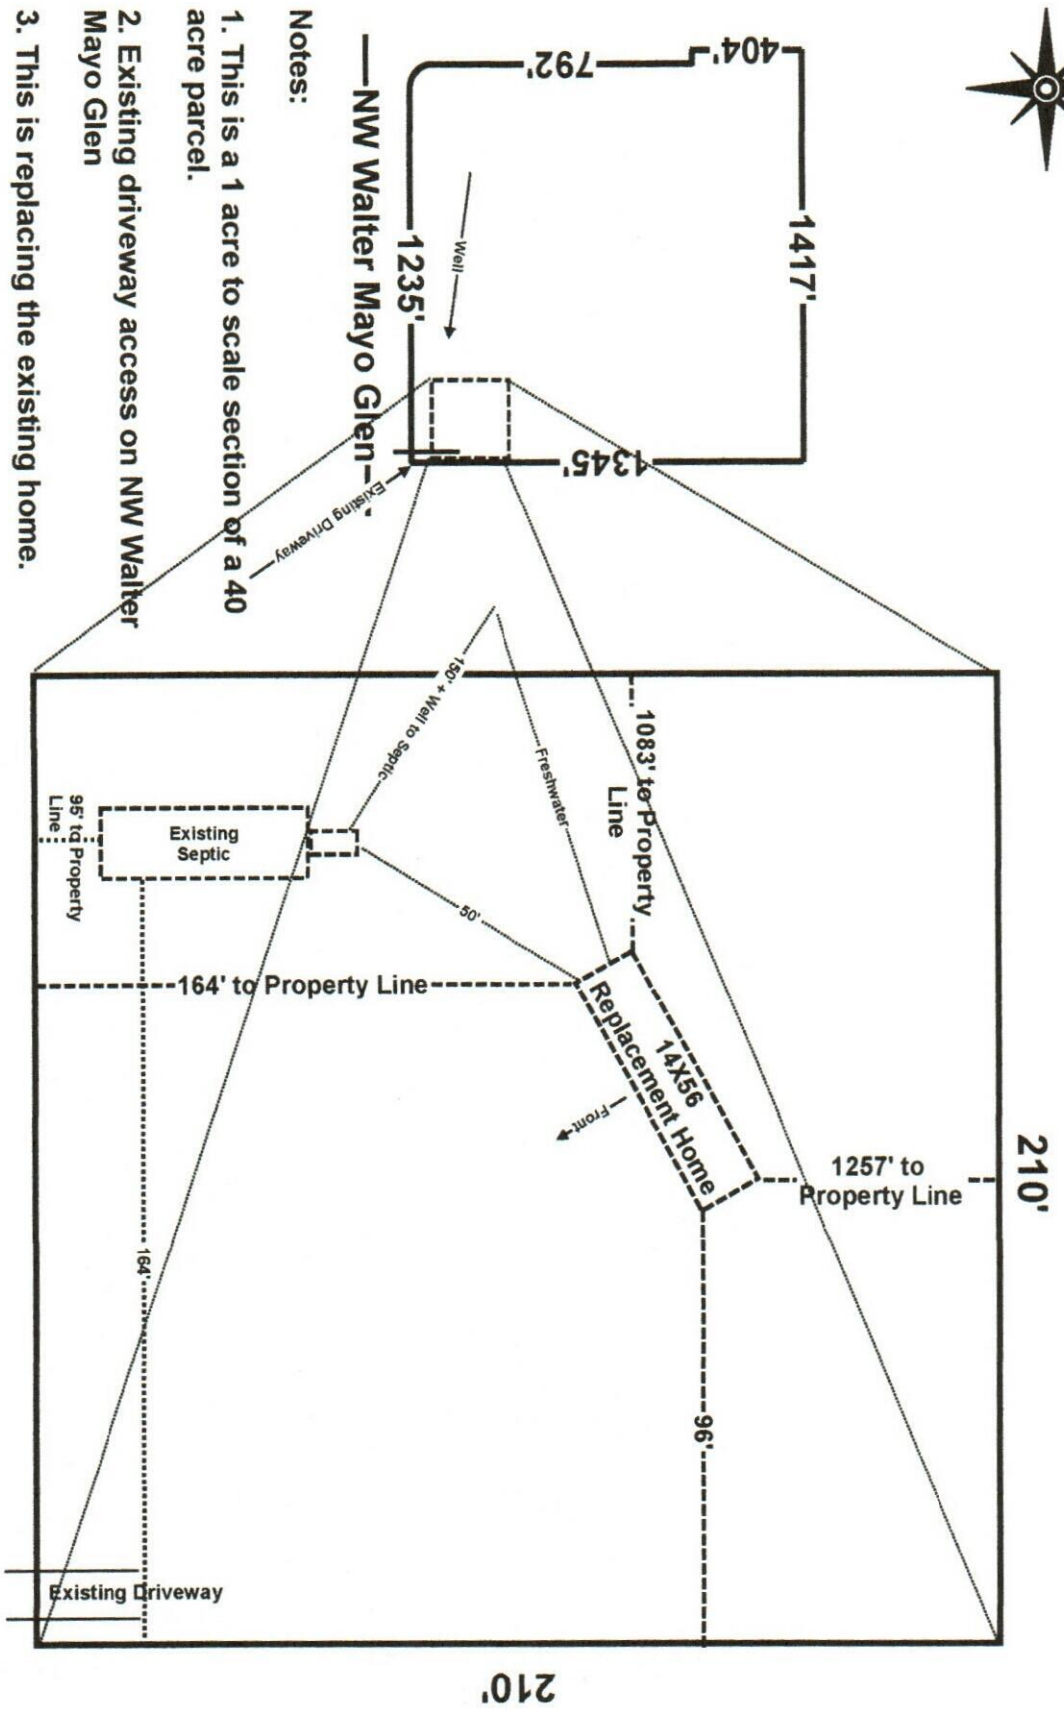 404'
792'
1417'
1235'
1345'
Well
NW Walter Mayo Glen
Existing Driveway
Notes:
1. This is a 1 acre to scale section of a 40
acre parcel.
2. Existing driveway access on NW Walter
Mayo Glen
3. This is replacing the existing home.
210'
210'
150' + Well to Septic
Freshwater
1083' to Property
Line
Existing
Septic
95' to Property
Line
50'
164' to Property Line
14X56
Replacement Home
Front
1257' to
Property Line
164'
96'
Existing Driveway